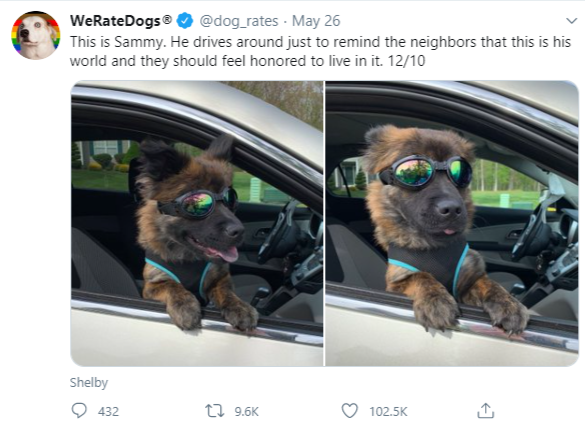 WeRateDogs® @dog_rates · May 26
This is Sammy. He drives around just to remind the neighbors that this is his
world and they should feel honored to live in it. 12/10
Shelby
432 9.6K 102.5K